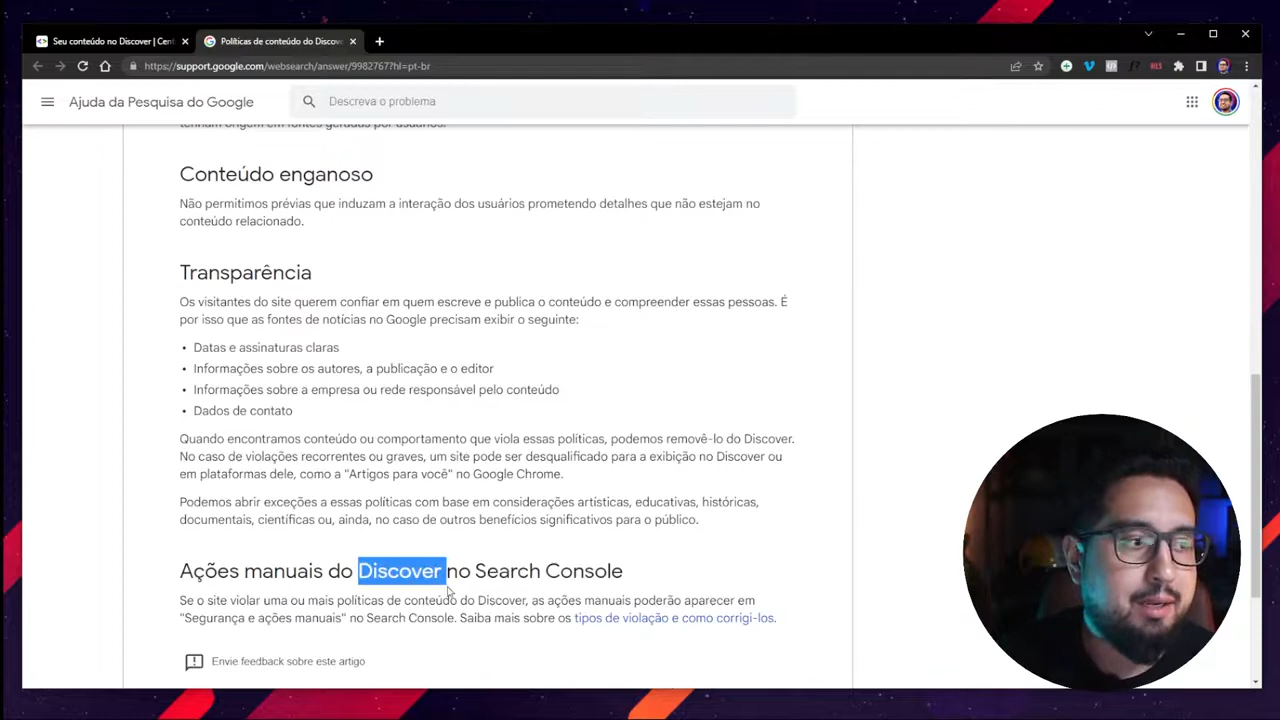 Seu conteúdo no Discover | Cent
Políticas de conteúdo do Discov
https://support.google.com/websearch/answer/9982767?hl=pt-br
Ajuda da Pesquisa do Google
Descreva o problema
tenham origem em fontes geradas por usuários.
Conteúdo enganoso
Não permitimos prévias que induzam a interação dos usuários prometendo detalhes que não estejam no
conteúdo relacionado.
Transparência
Os visitantes do site querem confiar em quem escreve e publica o conteúdo e compreender essas pessoas. É
por isso que as fontes de notícias no Google precisam exibir o seguinte:
• Datas e assinaturas claras
• Informações sobre os autores, a publicação e o editor
• Informações sobre a empresa ou rede responsável pelo conteúdo
• Dados de contato
Quando encontramos conteúdo ou comportamento que viola essas políticas, podemos removê-lo do Discover.
No caso de violações recorrentes ou graves, um site pode ser desqualificado para a exibição no Discover ou
em plataformas dele, como a "Artigos para você" no Google Chrome.
Podemos abrir exceções a essas políticas com base em considerações artísticas, educativas, históricas,
documentais, científicas ou, ainda, no caso de outros benefícios significativos para o público.
Ações manuais do Discover no Search Console
Se o site violar uma ou mais políticas de conteúdo do Discover, as ações manuais poderão aparecer em
"Segurança e ações manuais" no Search Console. Saiba mais sobre os tipos de violação e como corrigi-los.
Envie feedback sobre este artigo